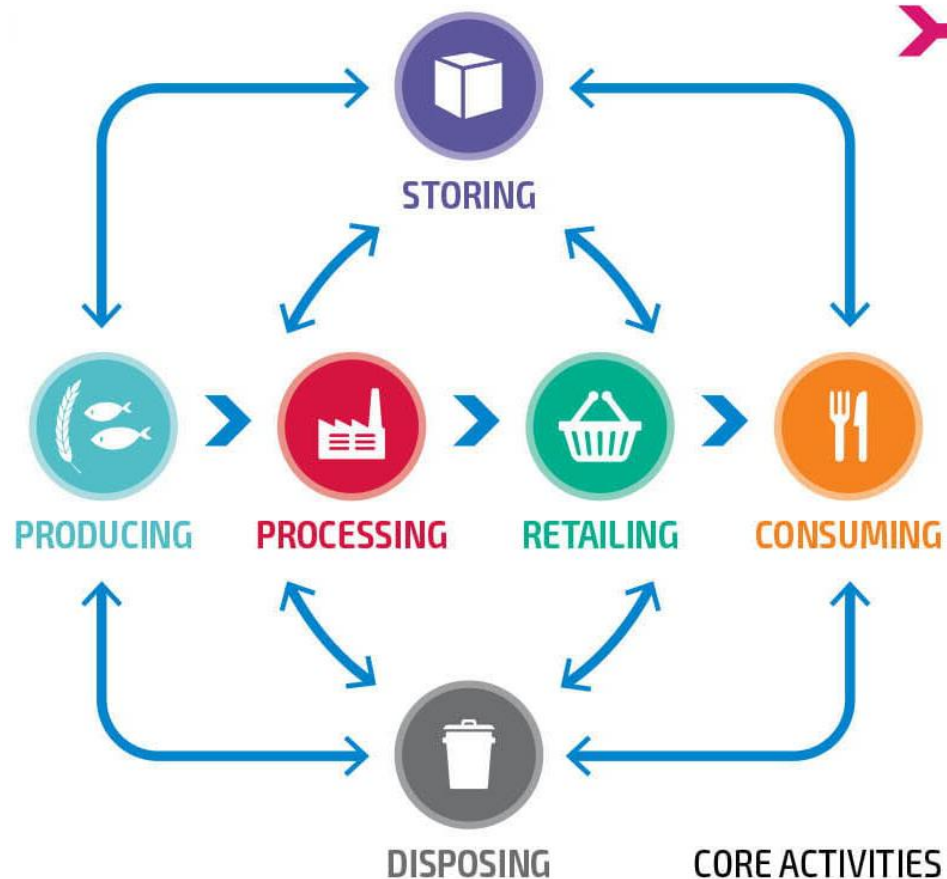 STORING
PRODUCING
PROCESSING
RETAILING
CONSUMING
DISPOSING
CORE ACTIVITIES